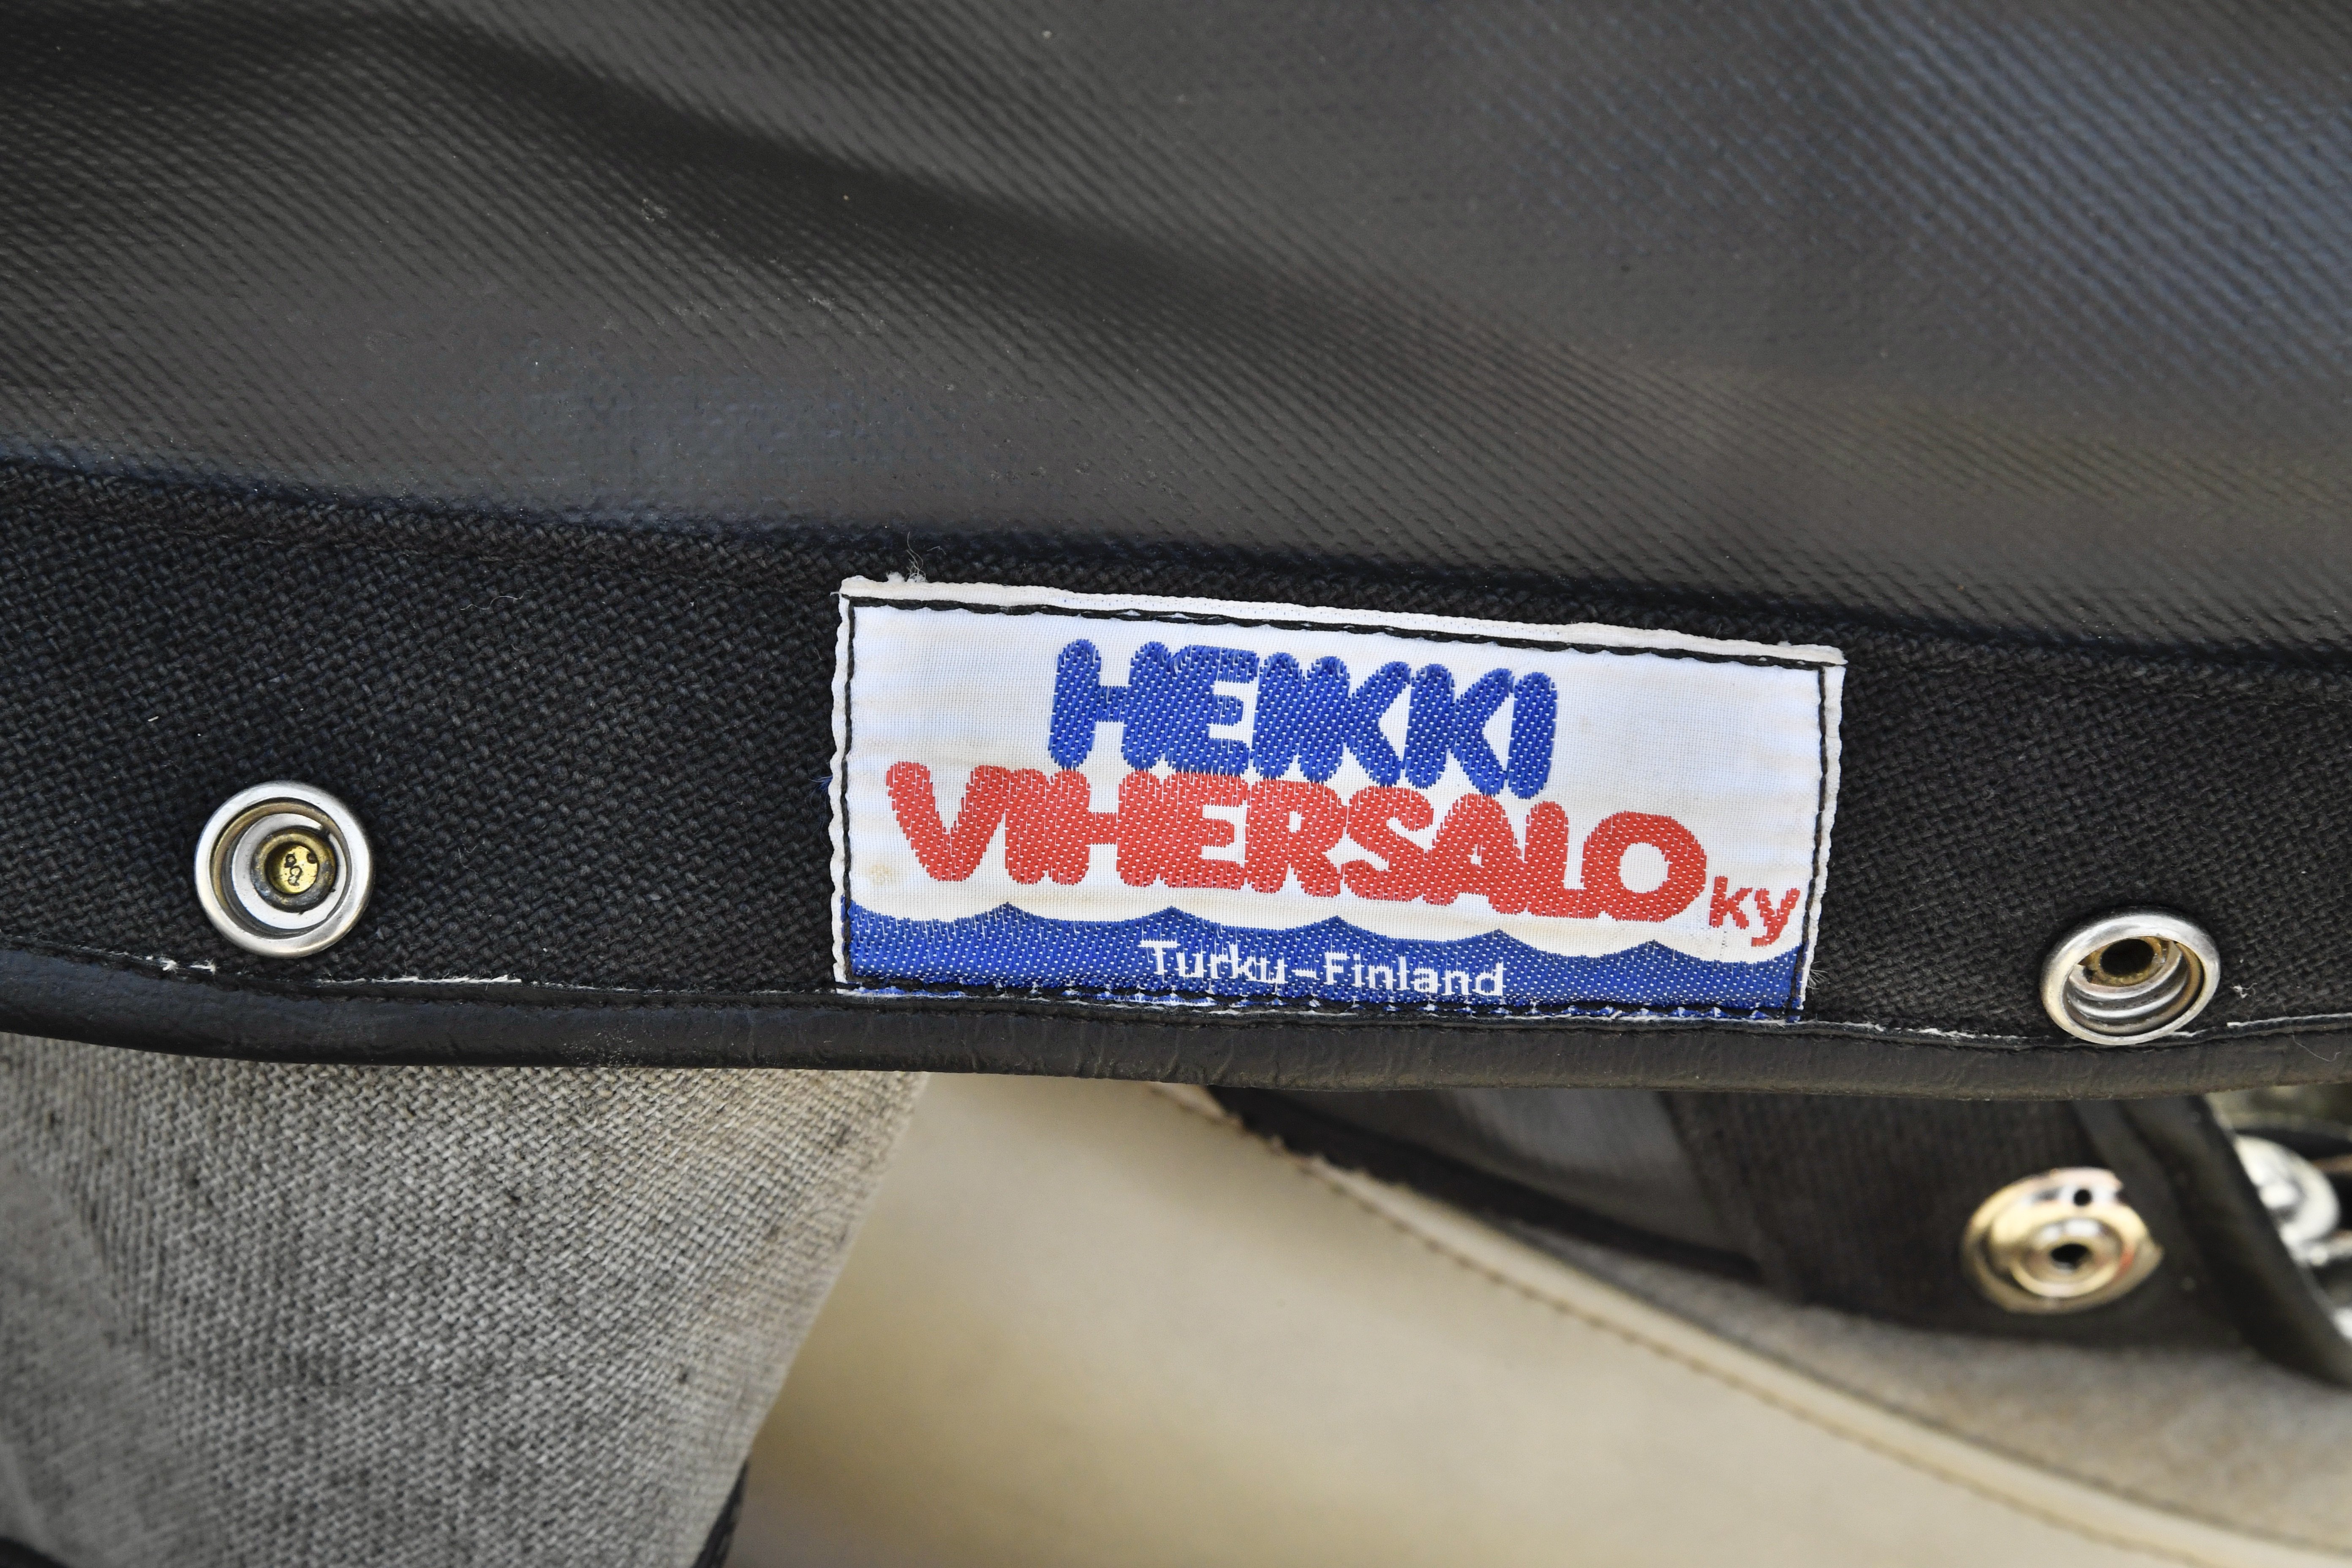 HEIKKI
VIHERSALO ky
Turku-Finland